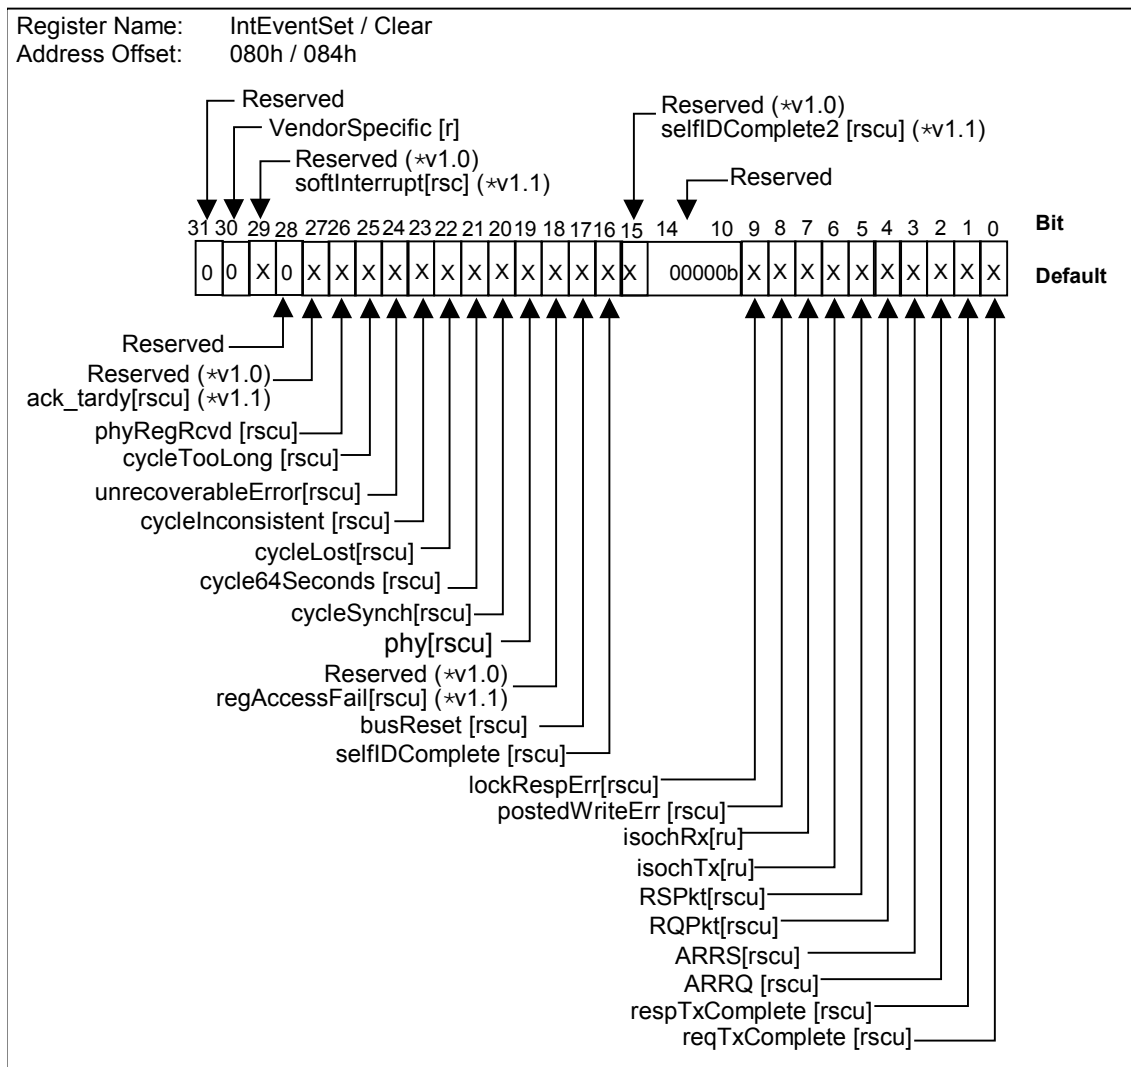 Register Name: IntEventSet / Clear
Address Offset: 080h / 084h
Reserved
VendorSpecific [r]
Reserved (*v1.0)
softInterrupt[rsc] (*v1.1)
Reserved (*v1.0)
selfIDComplete2 [rscu] (*v1.1)
Reserved
31 30 29 28 27 26 25 24 23 22 21 20 19 18 17 16 15 14 10 9 8 7 6 5 4 3 2 1 0 Bit
0 0 X 0 X X X X X X X X X X X X X 00000b X X X X X X X X X X Default
Reserved
Reserved (*v1.0)
ack_tardy[rscu] (*v1.1)
phyRegRcvd [rscu]
cycleTooLong [rscu]
unrecoverableError[rscu]
cycleInconsistent [rscu]
cycleLost[rscu]
cycle64Seconds [rscu]
cycleSynch[rscu]
phy[rscu]
Reserved (*v1.0)
regAccessFail[rscu] (*v1.1)
busReset [rscu]
selfIDComplete [rscu]
lockRespErr[rscu]
postedWriteErr [rscu]
isochRx[ru]
isochTx[ru]
RSPkt[rscu]
RQPkt[rscu]
ARRS[rscu]
ARRQ [rscu]
respTxComplete [rscu]
reqTxComplete [rscu]